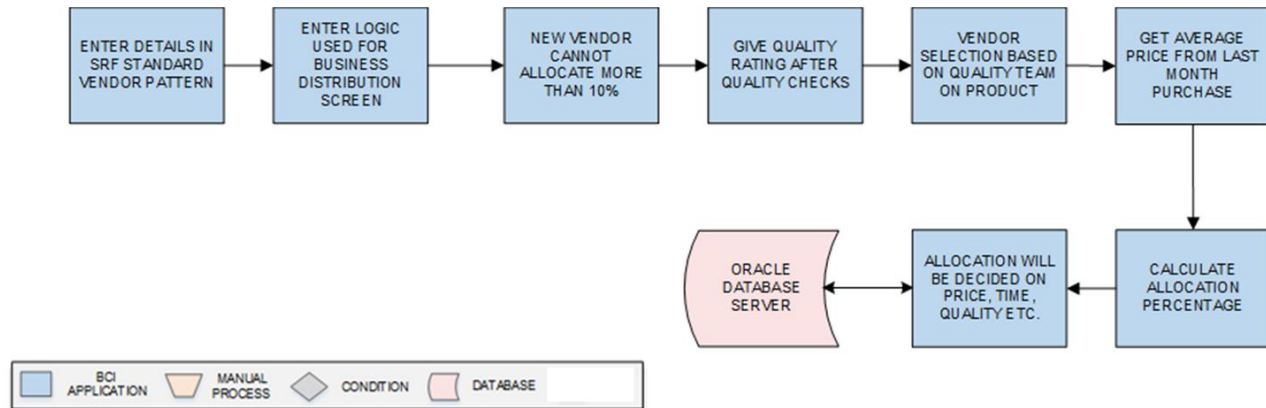 ENTER DETAILS IN
SRF STANDARD
VENDOR PATTERN
ENTER LOGIC
USED FOR
BUSINESS
DISTRIBUTION
SCREEN
NEW VENDOR
CANNOT
ALLOCATE MORE
THAN 10%
GIVE QUALITY
RATING AFTER
QUALITY CHECKS
VENDOR
SELECTION BASED
ON QUALITY TEAM
ON PRODUCT
GET AVERAGE
PRICE FROM LAST
MONTH
PURCHASE
ORACLE
DATABASE
SERVER
ALLOCATION WILL
BE DECIDED ON
PRICE, TIME,
QUALITY ETC.
CALCULATE
ALLOCATION
PERCENTAGE
BCI
APPLICATION
MANUAL
PROCESS
CONDITION
DATABASE